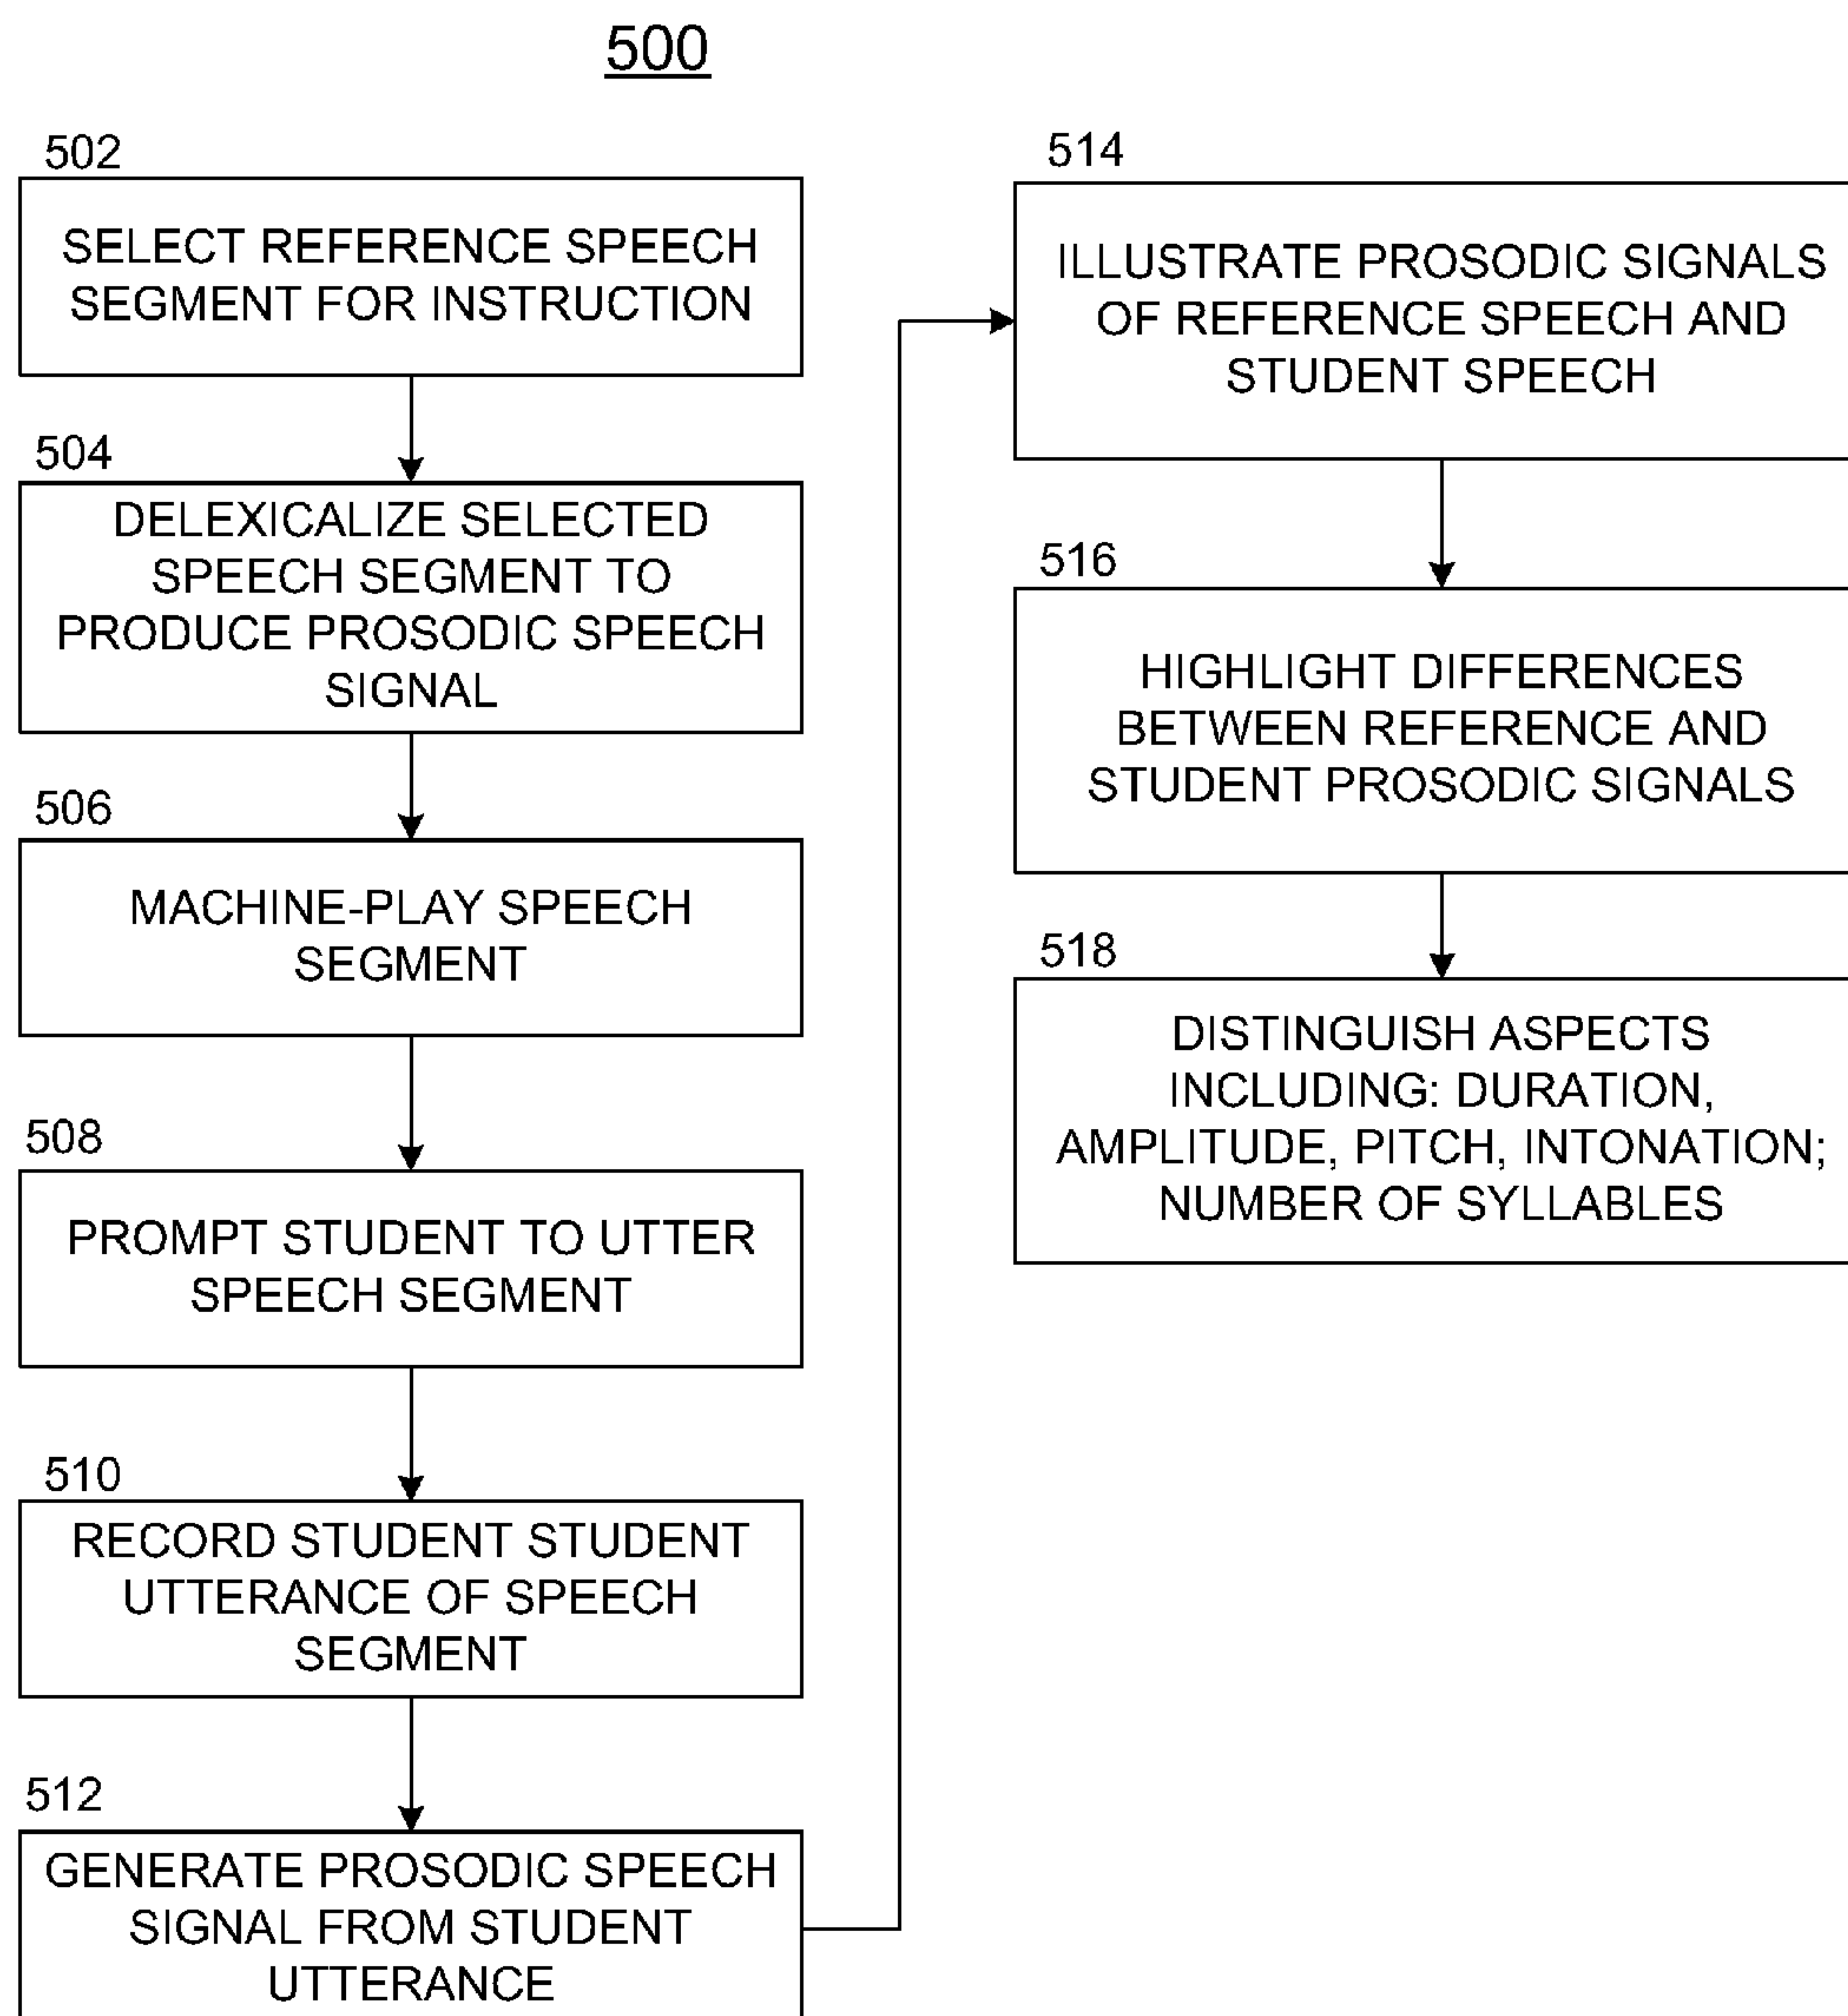 500
502
SELECT REFERENCE SPEECH
SEGMENT FOR INSTRUCTION
504
DELEXICALIZE SELECTED
SPEECH SEGMENT TO
PRODUCE PROSODIC SPEECH
SIGNAL
506
MACHINE-PLAY SPEECH
SEGMENT
508
PROMPT STUDENT TO UTTER
SPEECH SEGMENT
510
RECORD STUDENT STUDENT
UTTERANCE OF SPEECH
SEGMENT
512
GENERATE PROSODIC SPEECH
SIGNAL FROM STUDENT
UTTERANCE
514
ILLUSTRATE PROSODIC SIGNALS
OF REFERENCE SPEECH AND
STUDENT SPEECH
516
HIGHLIGHT DIFFERENCES
BETWEEN REFERENCE AND
STUDENT PROSODIC SIGNALS
518
DISTINGUISH ASPECTS
INCLUDING: DURATION,
AMPLITUDE, PITCH, INTONATION;
NUMBER OF SYLLABLES